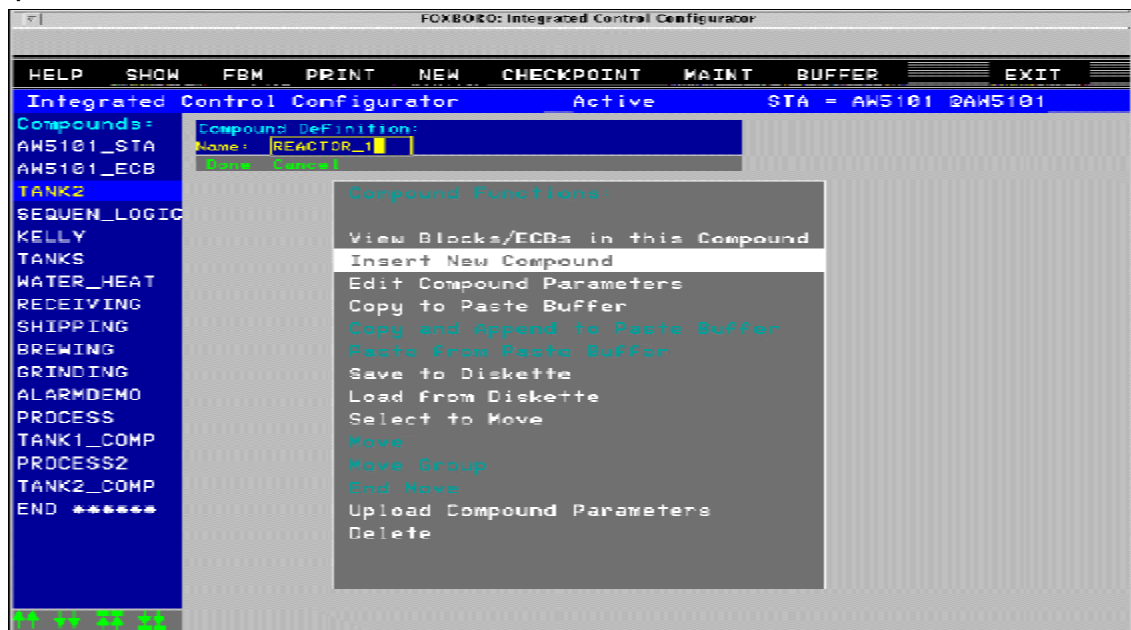 FOXBORO: Integrated Control Configurator
HELP SHOW FBM PRINT NEW CHECKPOINT MAINT BUFFER EXIT
Integrated Control Configurator Active STA = AW5101 @AW5101
Compounds:
AW5101_STA
AW5101_ECB
TANK2
SEQUEN_LOGIC
KELLY
TANKS
WATER_HEAT
RECEIVING
SHIPPING
BREWING
GRINDING
ALARMDEMO
PROCESS
TANK1_COMP
PROCESS2
TANK2_COMP
END ******
Compound Definition:
Name: REACTOR_1
Done Cancel
Compound Functions:
View Blocks/ECBs in this Compound
Insert New Compound
Edit Compound Parameters
Copy to Paste Buffer
Copy and Append to Paste Buffer
Paste from Paste Buffer
Save to Diskette
Load from Diskette
Select to Move
Move
Move Group
End Move
Upload Compound Parameters
Delete